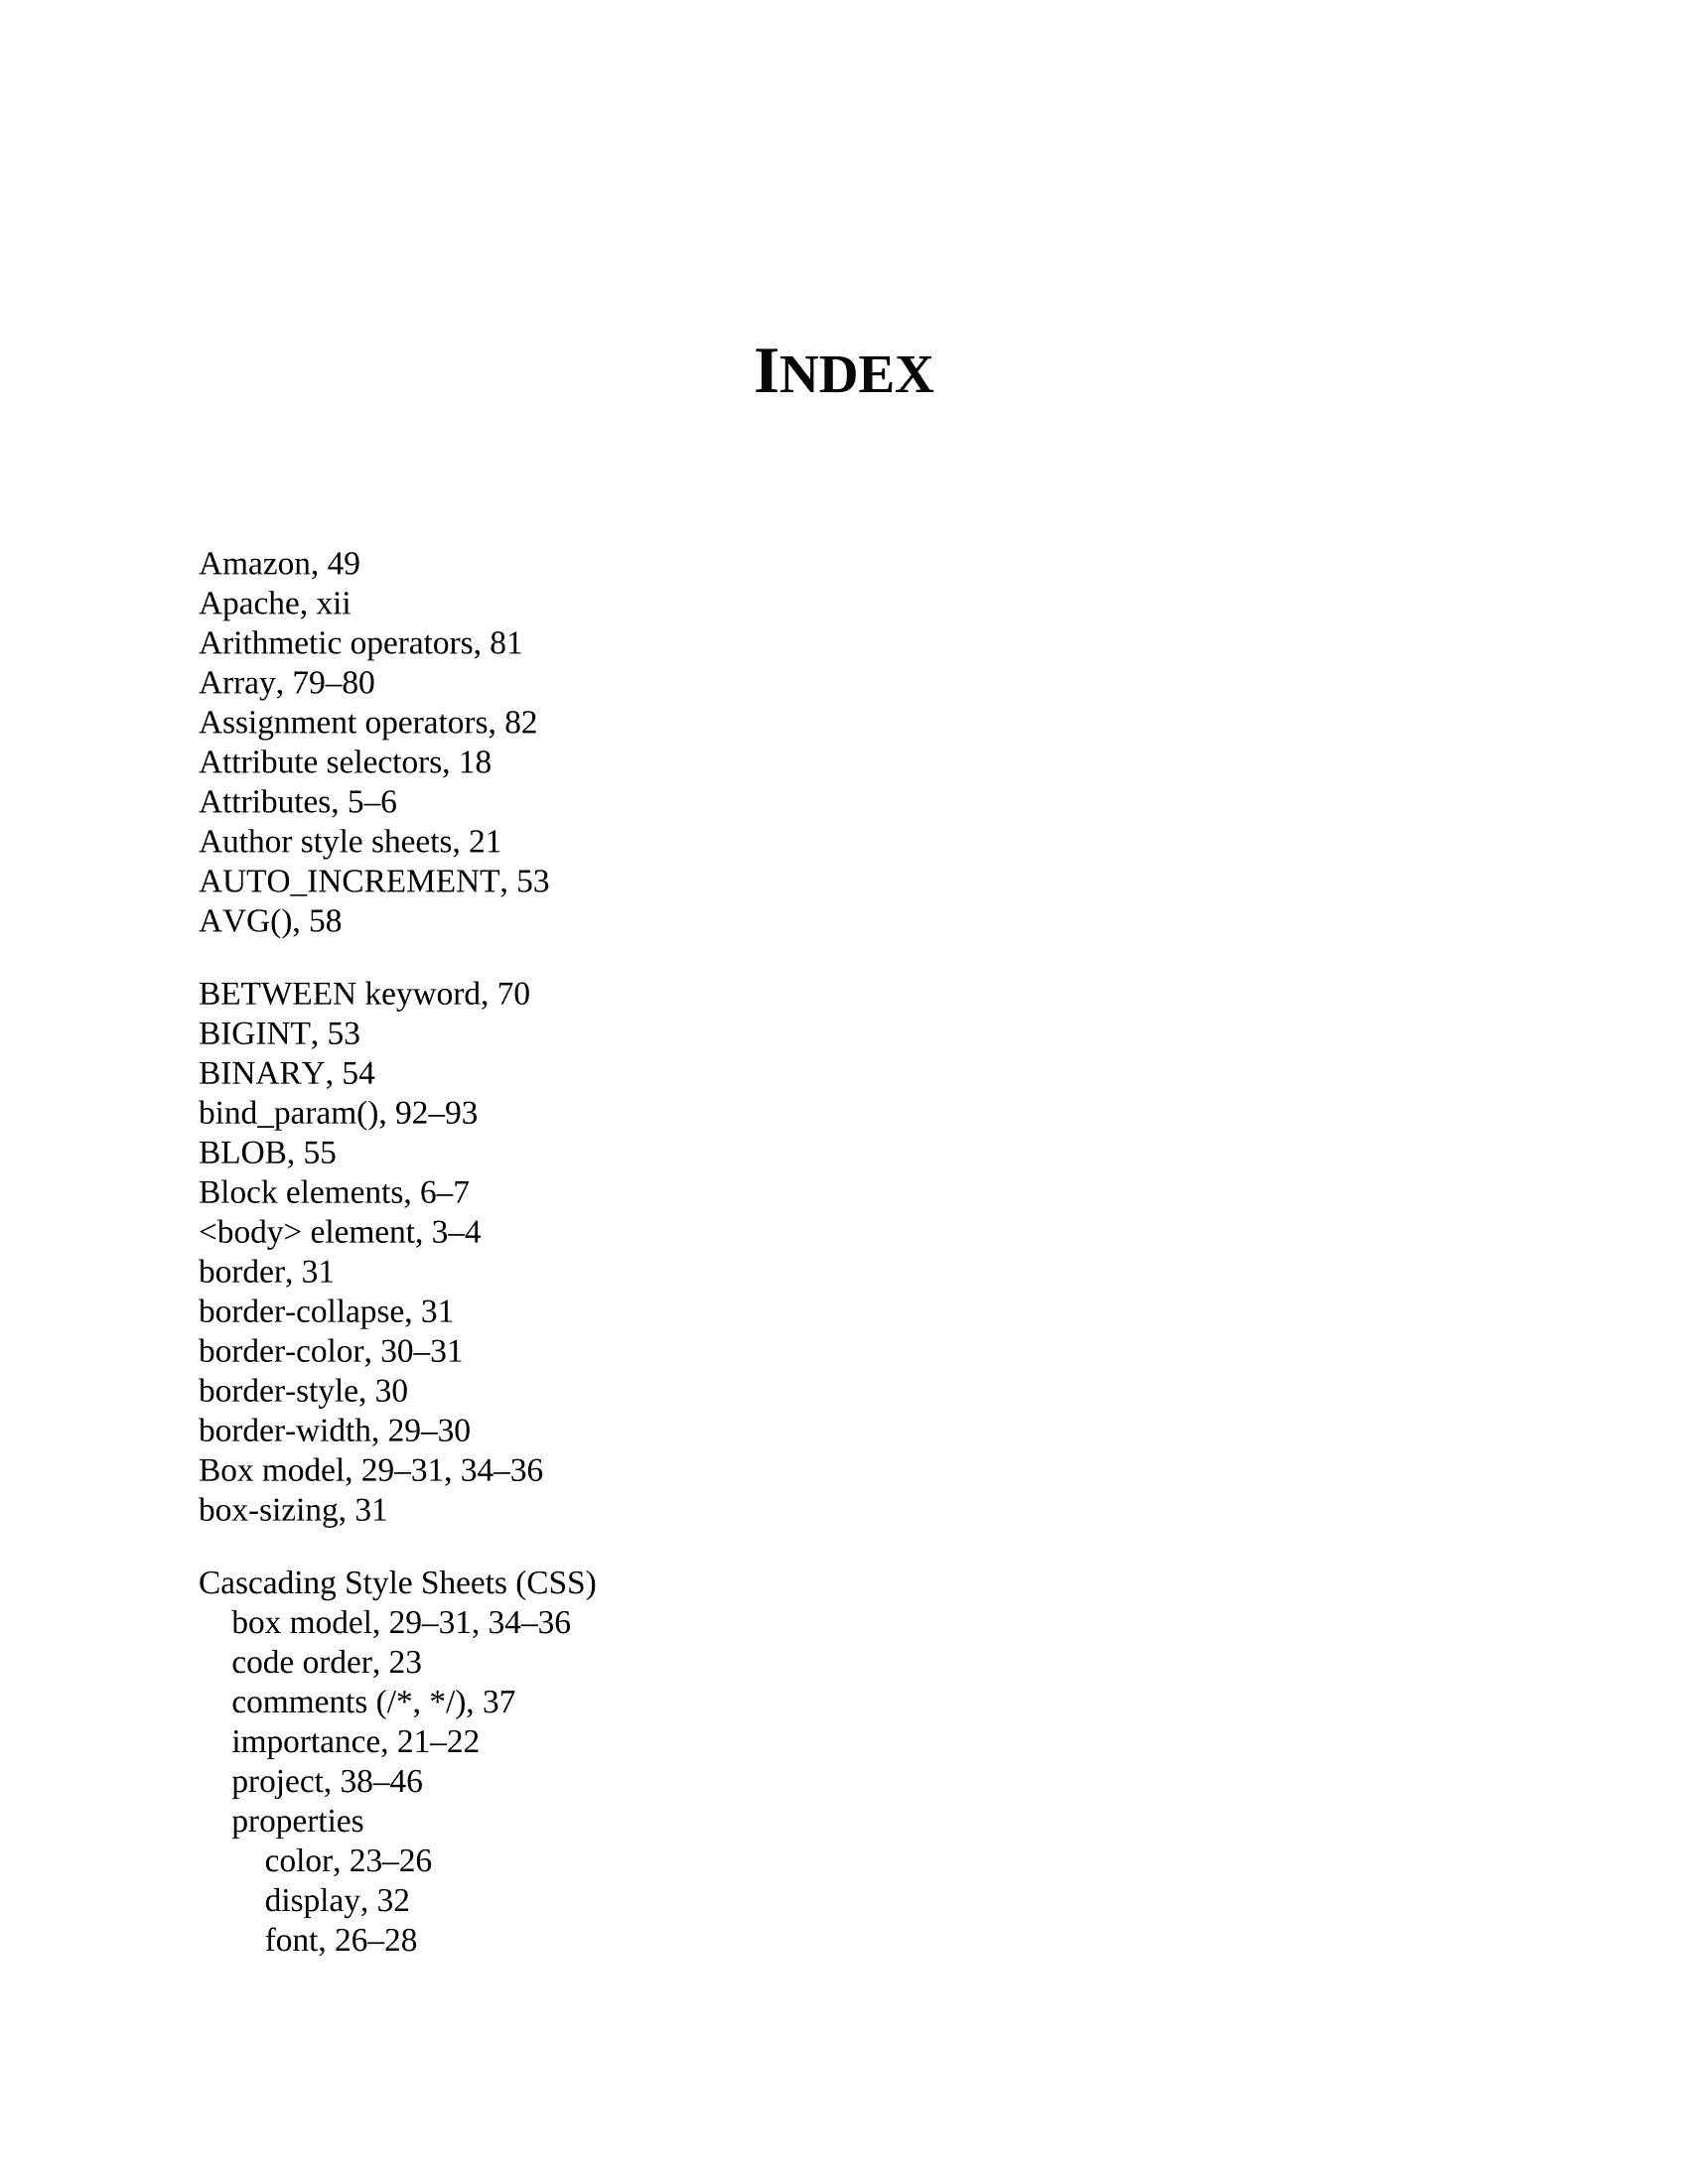 INDEX
Amazon, 49
Apache, xii
Arithmetic operators, 81
Array, 79–80
Assignment operators, 82
Attribute selectors, 18
Attributes, 5–6
Author style sheets, 21
AUTO_INCREMENT, 53
AVG(), 58
BETWEEN keyword, 70
BIGINT, 53
BINARY, 54
bind_param(), 92–93
BLOB, 55
Block elements, 6–7
<body> element, 3–4
border, 31
border-collapse, 31
border-color, 30–31
border-style, 30
border-width, 29–30
Box model, 29–31, 34–36
box-sizing, 31
Cascading Style Sheets (CSS)
box model, 29–31, 34–36
code order, 23
comments (/*, */), 37
importance, 21–22
project, 38–46
properties
color, 23–26
display, 32
font, 26–28